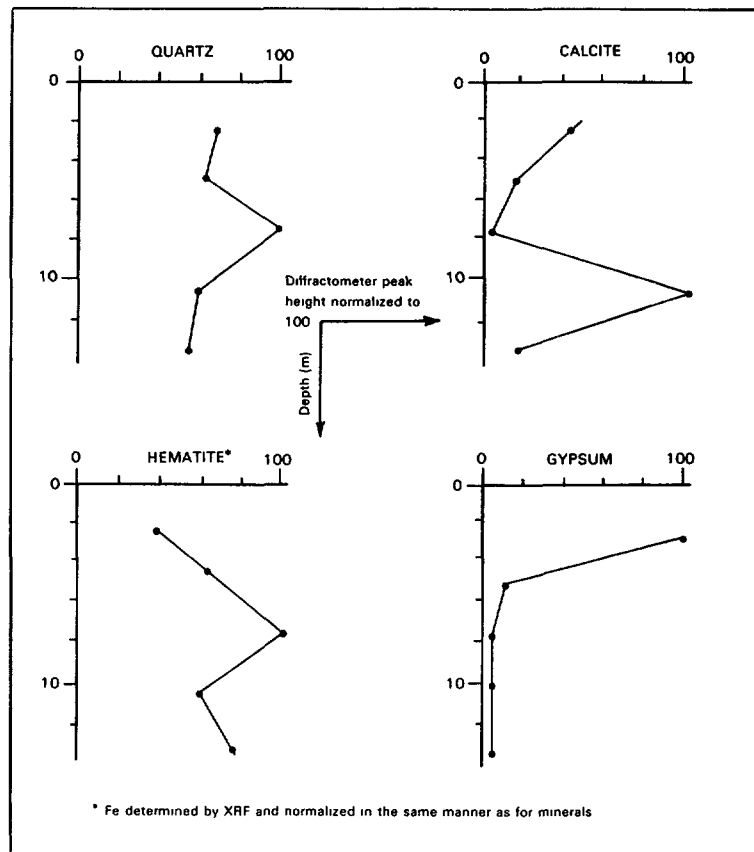 QUARTZ
0 100
0
10
CALCITE
0 100
0
10
Diffractometer peak
height normalized to
100
Depth (m)
HEMATITE*
0 100
0
10
GYPSUM
0 100
0
10
* Fe determined by XRF and normalized in the same manner as for minerals